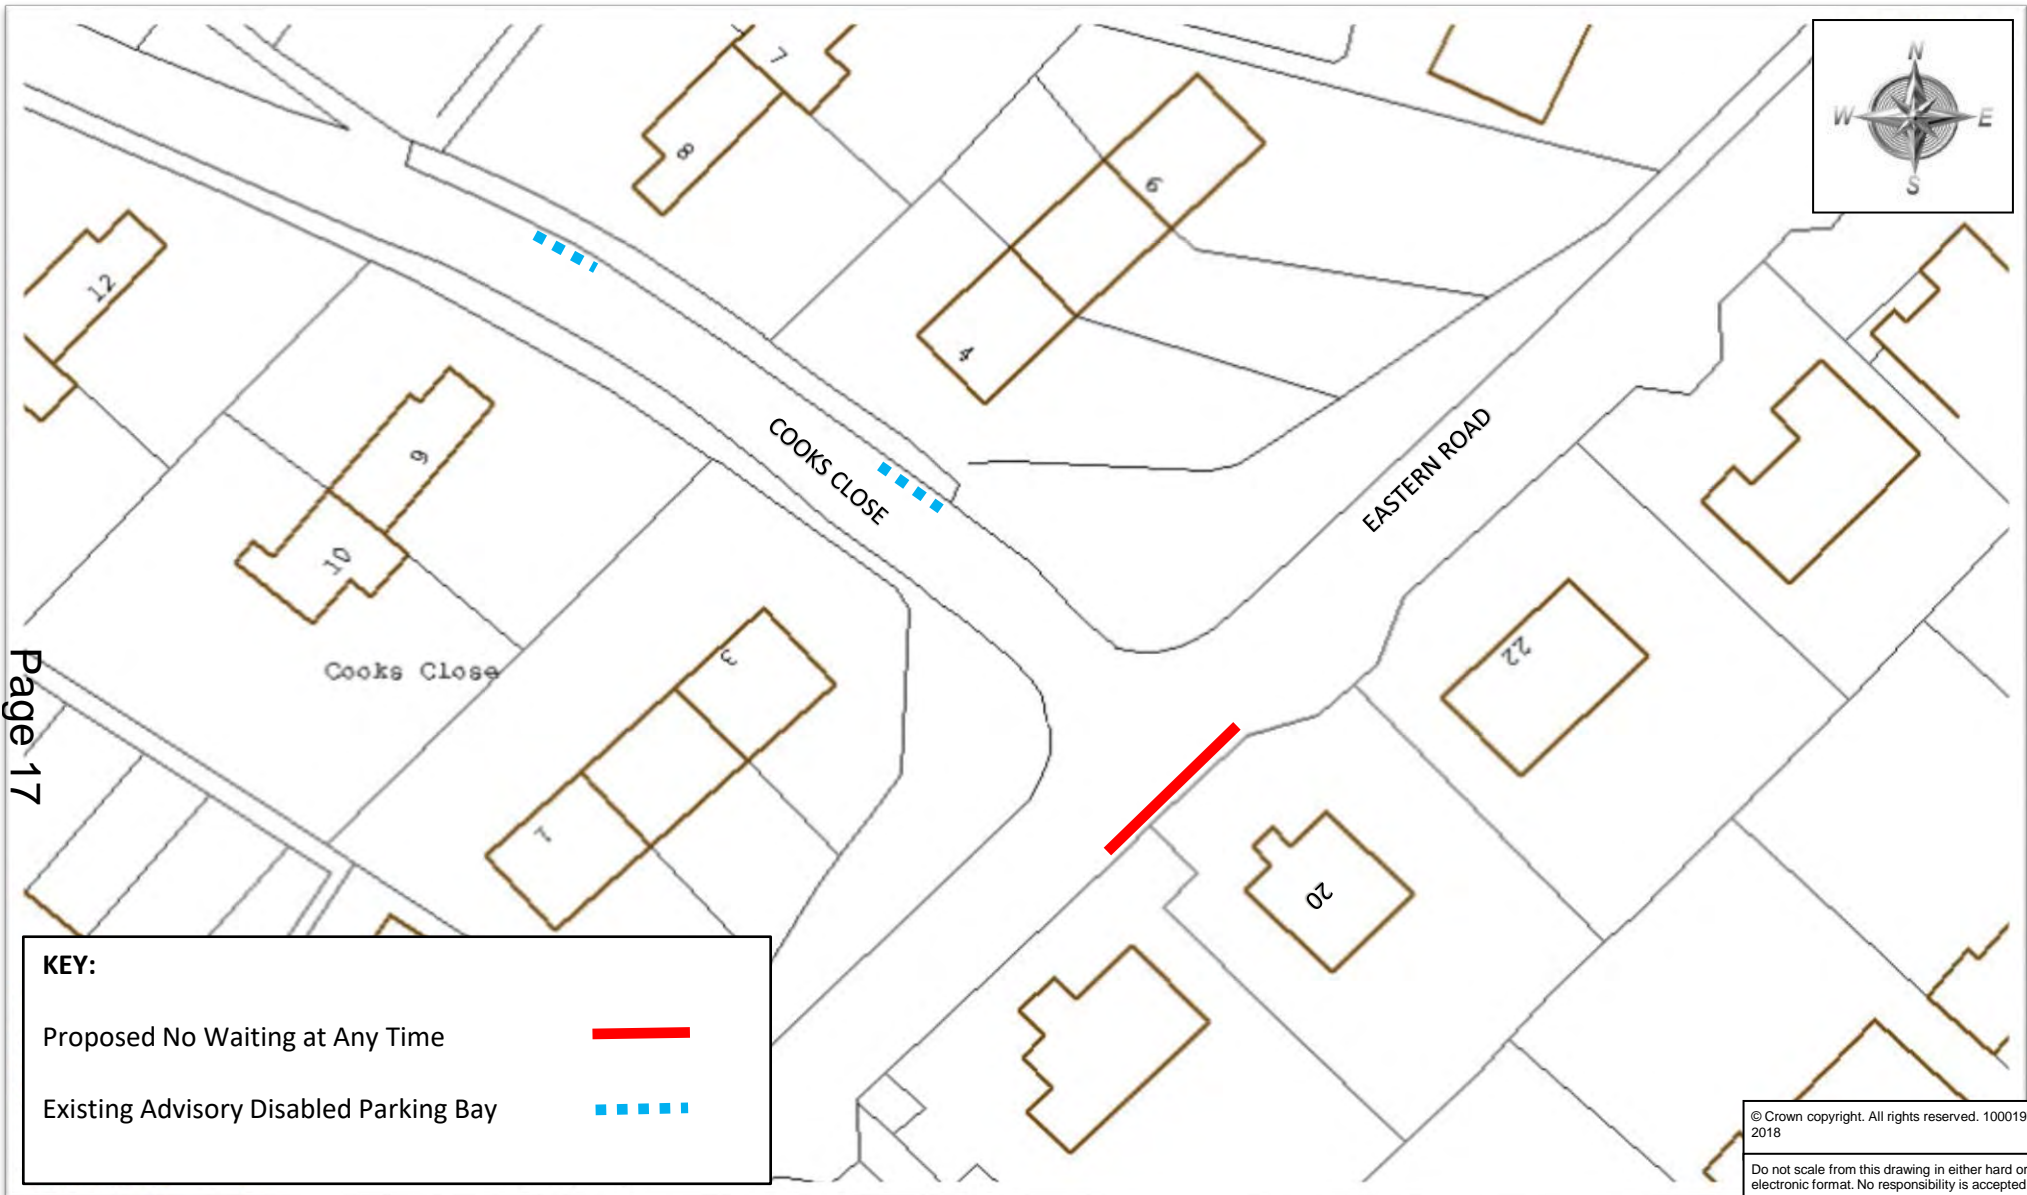 N
W E
S
7
8
6
4
12
9
10
COOKS CLOSE
EASTERN ROAD
Cooks Close
3
1
22
20
Page 17
KEY:
Proposed No Waiting at Any Time
Existing Advisory Disabled Parking Bay
© Crown copyright. All rights reserved. 100019
2018
Do not scale from this drawing in either hard or
electronic format. No responsibility is accepted